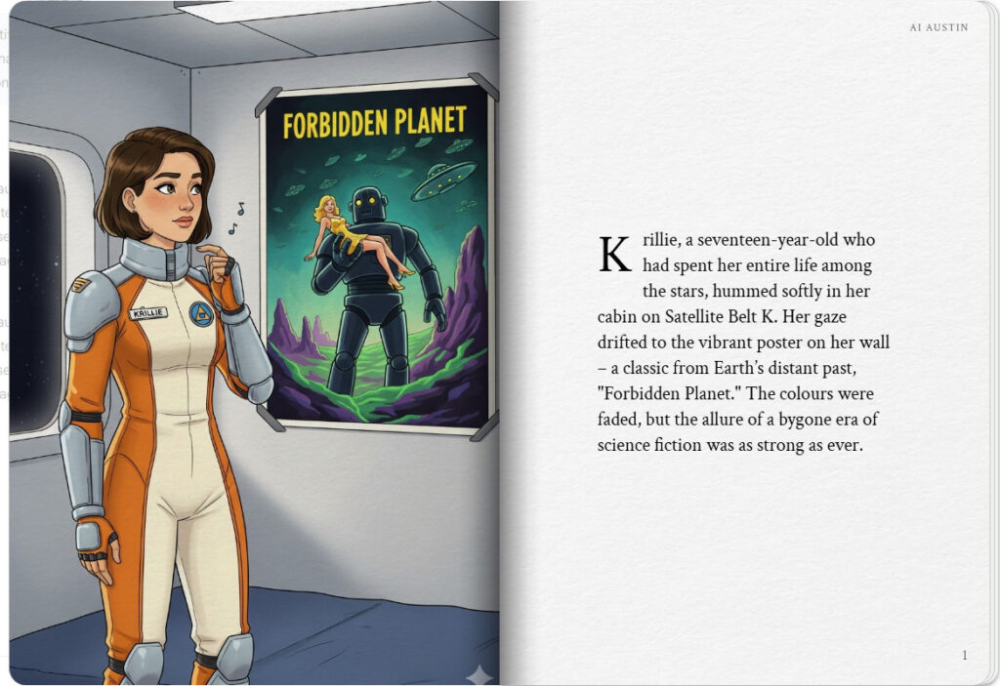 FORBIDDEN PLANET
KRILLIE
AI AUSTIN
Krillie, a seventeen-year-old who
had spent her entire life among
the stars, hummed softly in her
cabin on Satellite Belt K. Her gaze
drifted to the vibrant poster on her wall
– a classic from Earth’s distant past,
"Forbidden Planet." The colours were
faded, but the allure of a bygone era of
science fiction was as strong as ever.
1